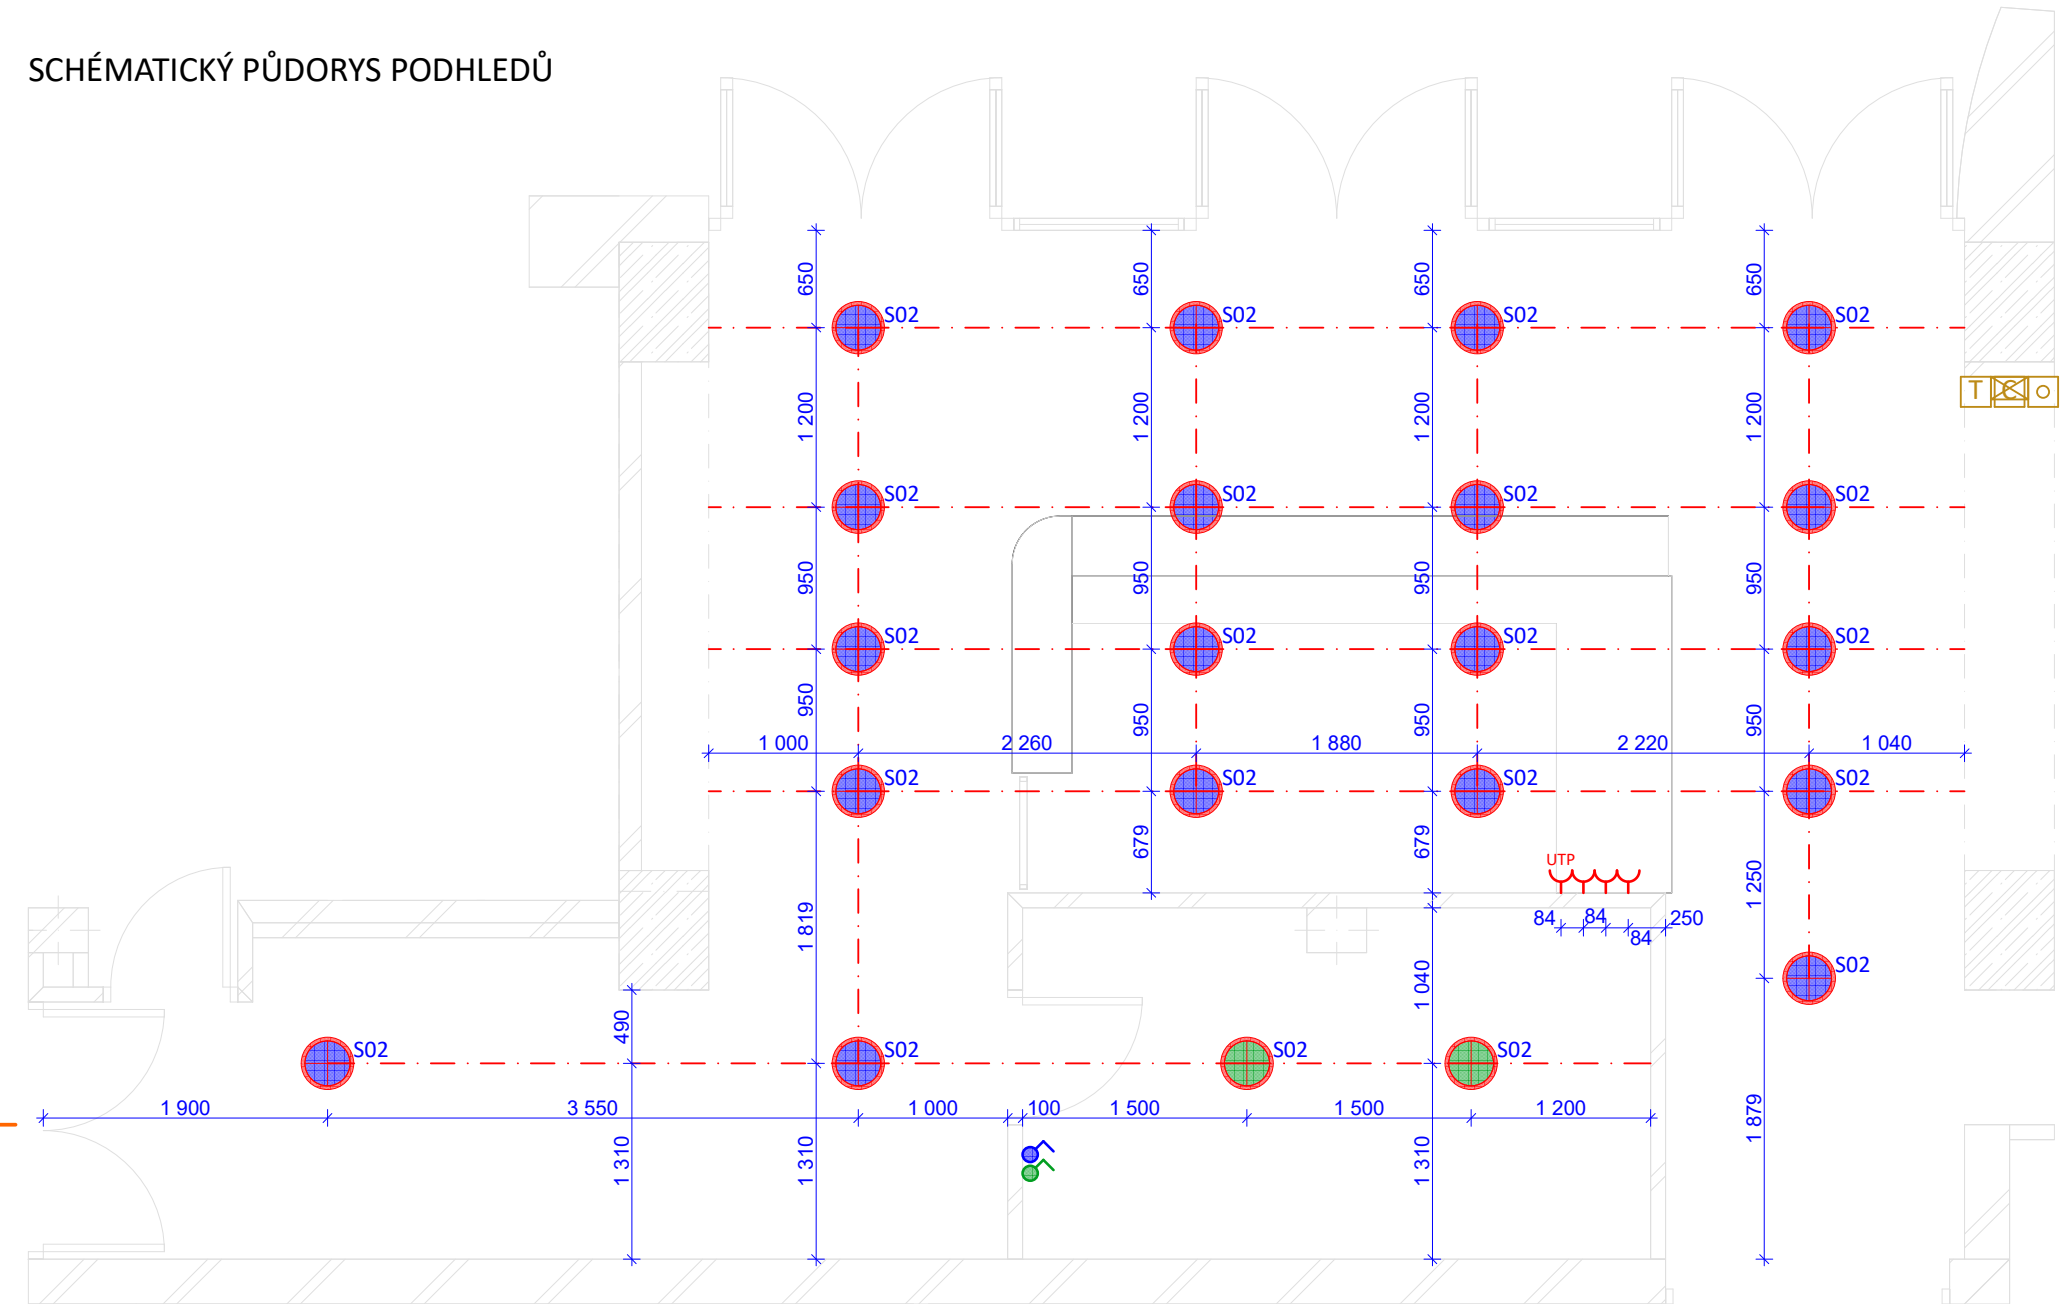 SCHÉMATICKÝ PŮDORYS PODHLEDŮ
650 650 650 650
S02 S02 S02 S02
1 200 1 200 1 200 1 200
T C
S02 S02 S02 S02
950 950 950 950
S02 S02 S02 S02
950 950 950 950
1 000 2 260 1 880 2 220 1 040
S02 S02 S02 S02
679 679
UTP
1 250
84 84 84 250
1 819
S02
1 040
490
S02 S02 S02 S02
1 900 3 550 1 000 100 1 500 1 500 1 200
1 879
1 310 1 310 1 310